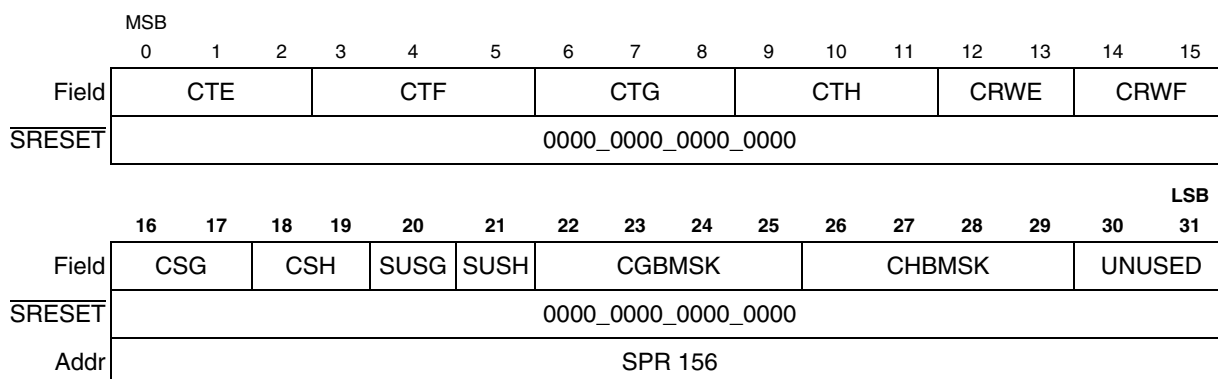 MSB
0 1 2 3 4 5 6 7 8 9 10 11 12 13 14 15
Field CTE CTF CTG CTH CRWE CRWF
SRESET 0000_0000_0000_0000
LSB
16 17 18 19 20 21 22 23 24 25 26 27 28 29 30 31
Field CSG CSH SUSG SUSH CGBMSK CHBMSK UNUSED
SRESET 0000_0000_0000_0000
Addr SPR 156